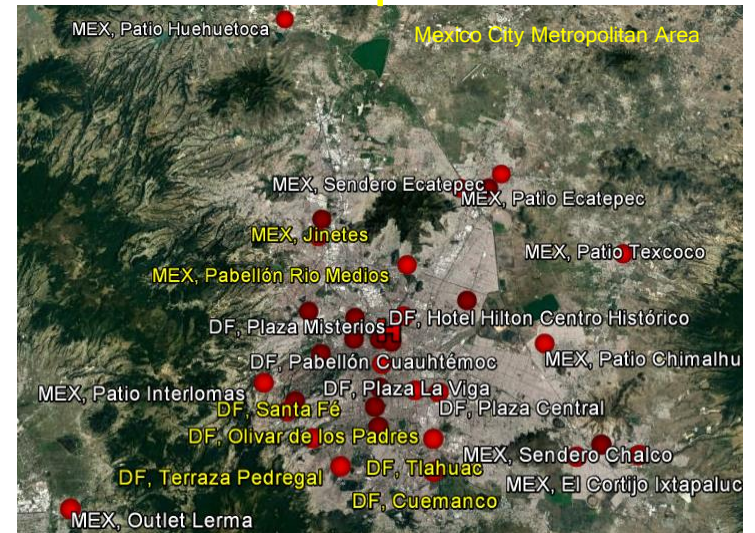 MEX, Patio Huehuetoca
Mexico City Metropolitan Area
MEX, Sendero Ecatepec
MEX, Patio Ecatepec
MEX, Jinetes
MEX, Patio Texcoco
MEX, Pabellón Rio Medios
DF, Hotel Hilton Centro Histórico
DF, Plaza Misterios
DF, Pabellón Cuauhtémoc
MEX, Patio Chimalhu
MEX, Patio Interlomas
DF, Plaza La Viga
DF, Santa Fé
DF, Plaza Central
DF, Olivar de los Padres
MEX, Sendero Chalco
DF, Tlahuac
DF, Terraza Pedregal
MEX, El Cortijo Ixtapaluc
DF, Cuemanco
MEX, Outlet Lerma